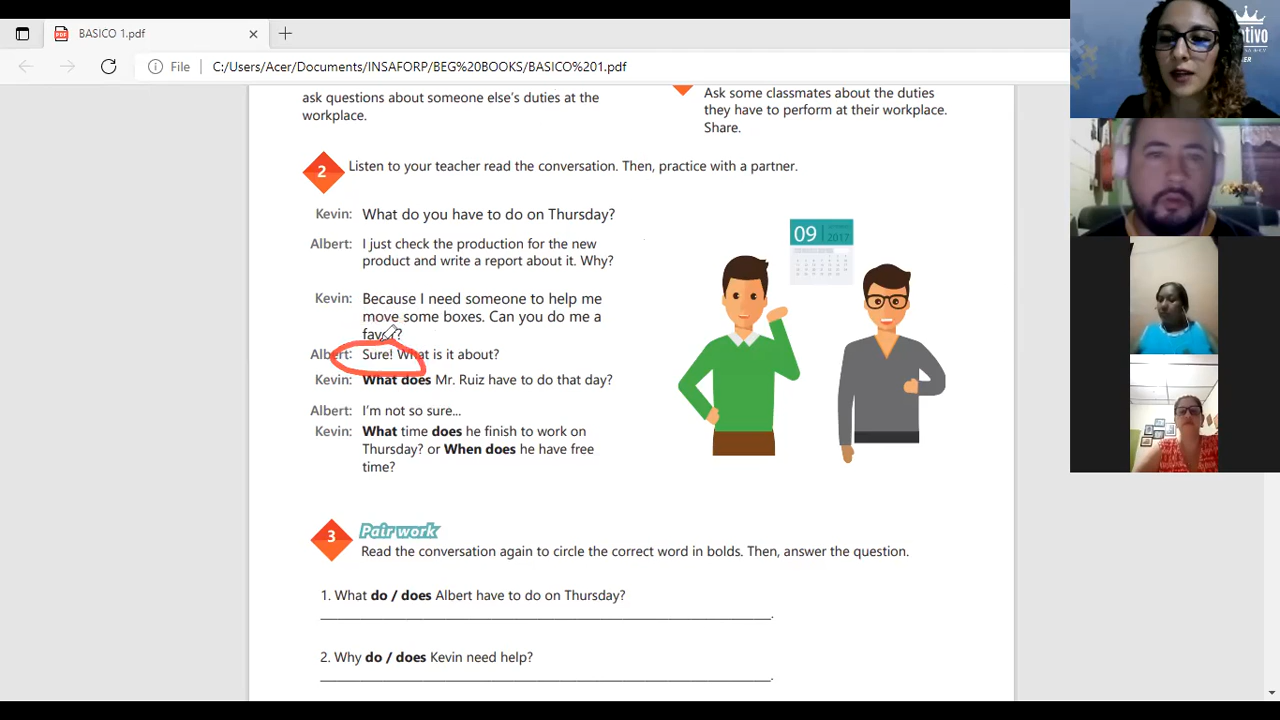 BASICO 1.pdf
File C:/Users/Acer/Documents/INSAFORP/BEG%20BOOKS/BASICO%201.pdf
ask questions about someone else's duties at the
workplace.
Ask some classmates about the duties
they have to perform at their workplace.
Share.
2 Listen to your teacher read the conversation. Then, practice with a partner.
Kevin: What do you have to do on Thursday?
Albert: I just check the production for the new
product and write a report about it. Why?
Kevin: Because I need someone to help me
move some boxes. Can you do me a
favor?
Albert: Sure! What is it about?
Kevin: What does Mr. Ruiz have to do that day?
Albert: I'm not so sure...
Kevin: What time does he finish to work on
Thursday? or When does he have free
time?
09 2017
3 Pair work
Read the conversation again to circle the correct word in bolds. Then, answer the question.
1. What do / does Albert have to do on Thursday?
2. Why do / does Kevin need help?